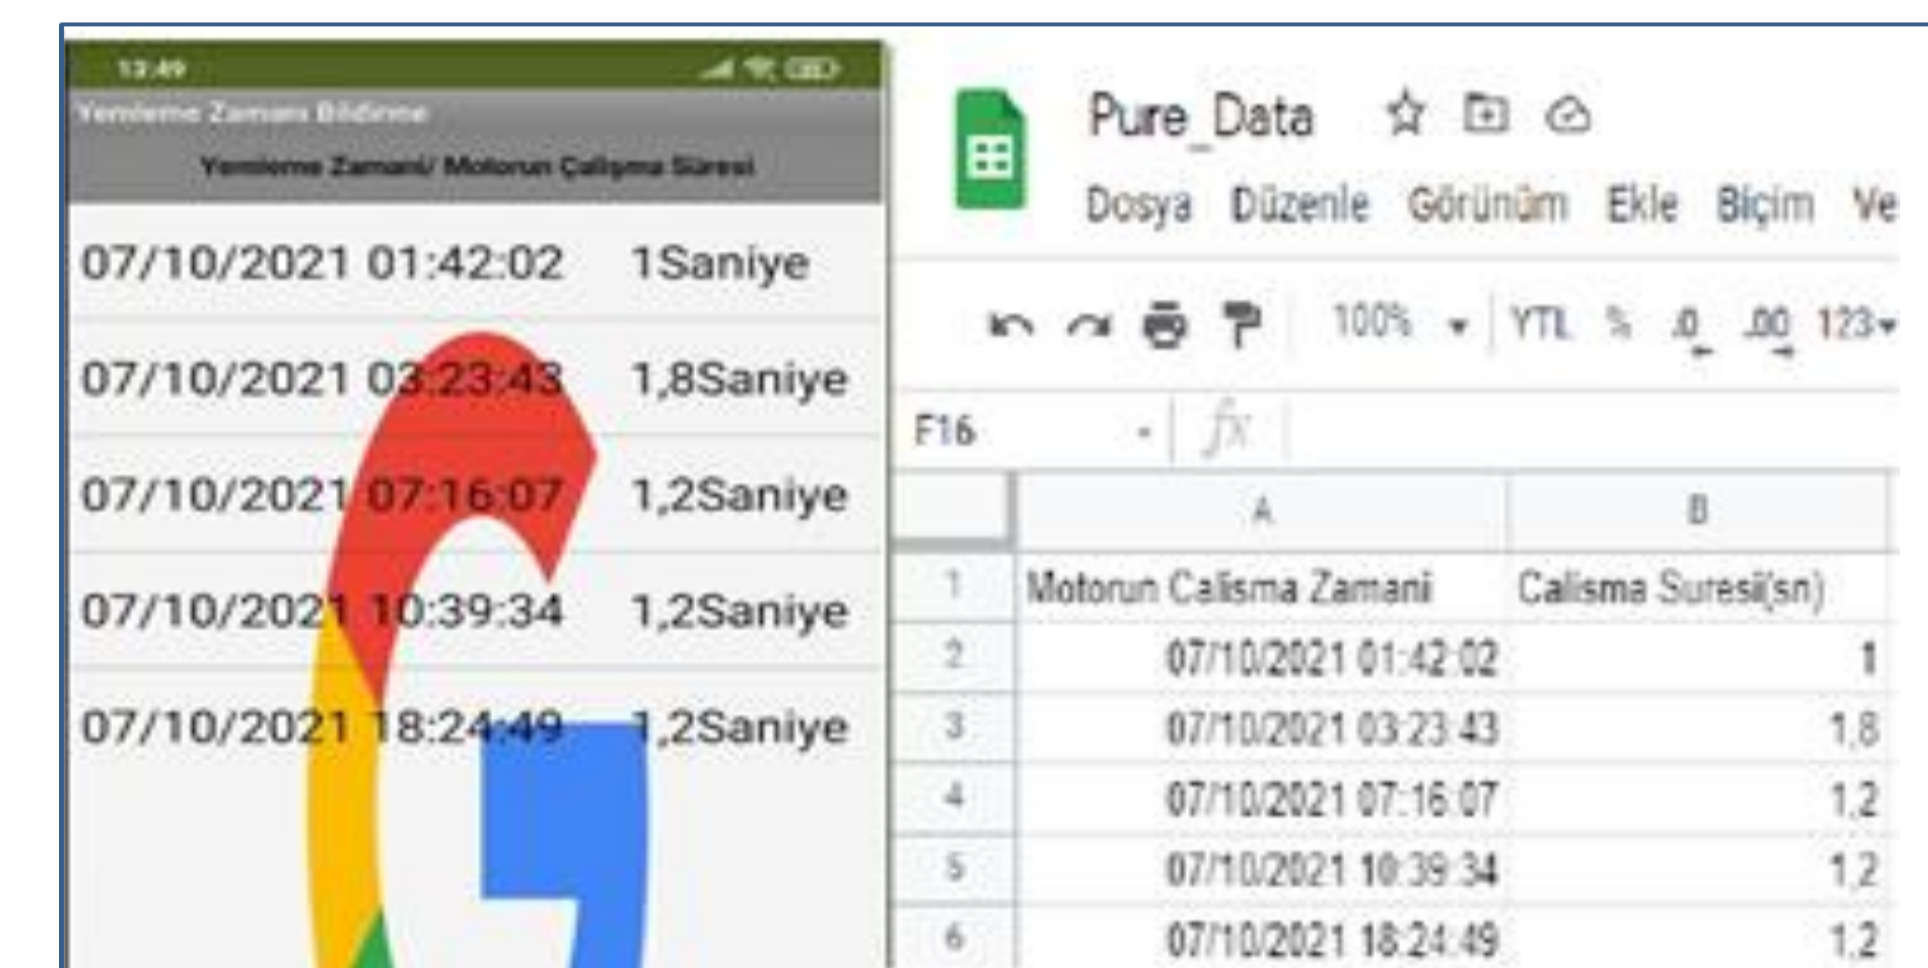 13:49
Yemleme Zamanı Bildirme
Yemleme Zamani/ Motorun Çalişma Süresi
07/10/2021 01:42:02 1Saniye
07/10/2021 03:23:43 1,8Saniye
07/10/2021 07:16:07 1,2Saniye
07/10/2021 10:39:34 1,2Saniye
07/10/2021 18:24:49 1,2Saniye
Pure_Data
Dosya Düzenle Görünüm Ekle Biçim Ve
100% YTL % .0 .00 123
F16 fx
A B
1 Motorun Calisma Zamani Calisma Suresi(sn)
2 07/10/2021 01:42:02 1
3 07/10/2021 03:23:43 1,8
4 07/10/2021 07:16:07 1,2
5 07/10/2021 10:39:34 1,2
6 07/10/2021 18:24:49 1,2